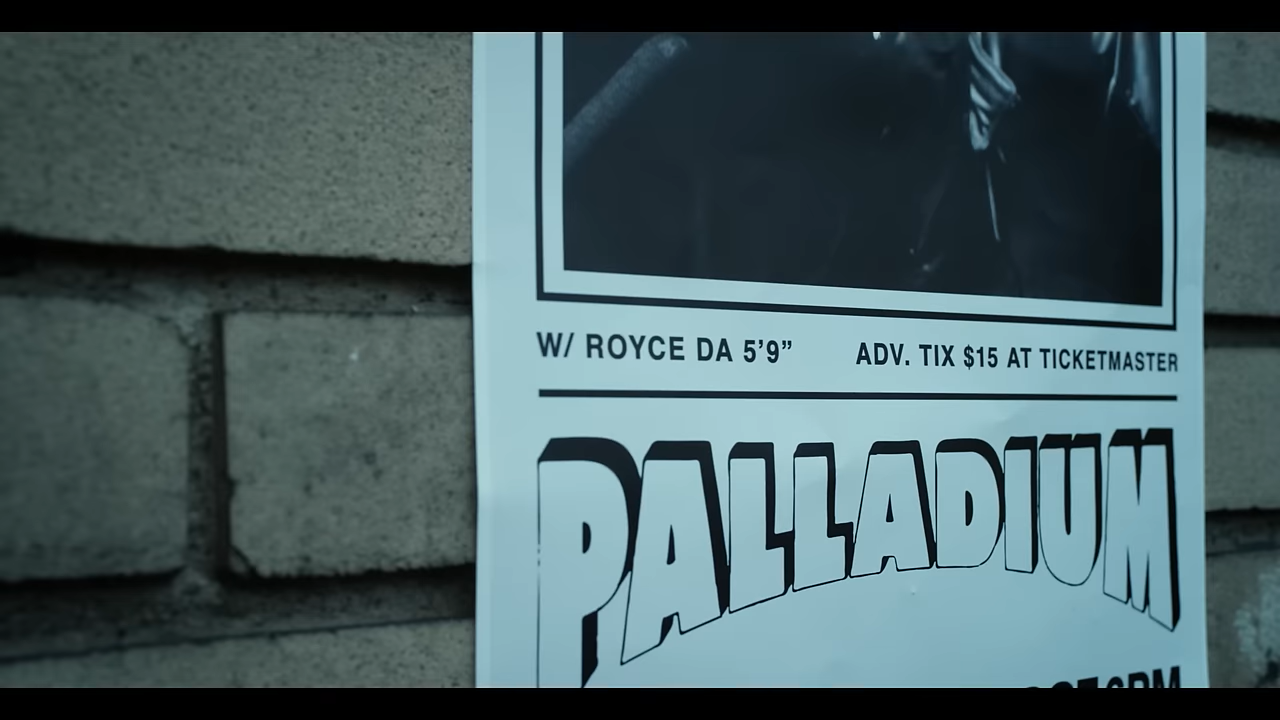 W/ ROYCE DA 5’9” ADV. TIX $15 AT TICKETMASTER
PALLADIUM